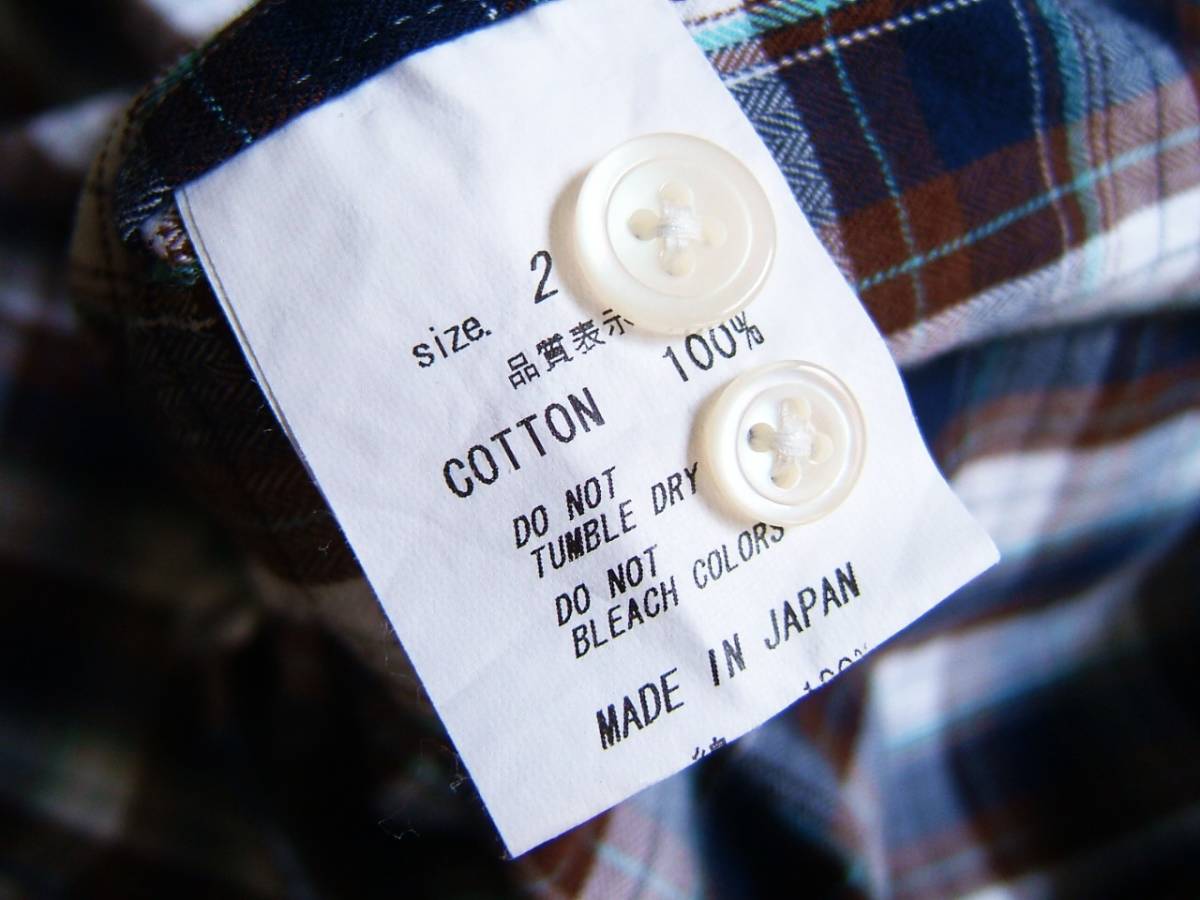 size. 2
品質表示
COTTON 100%
DO NOT
TUMBLE DRY
DO NOT
BLEACH COLORS
MADE IN JAPAN